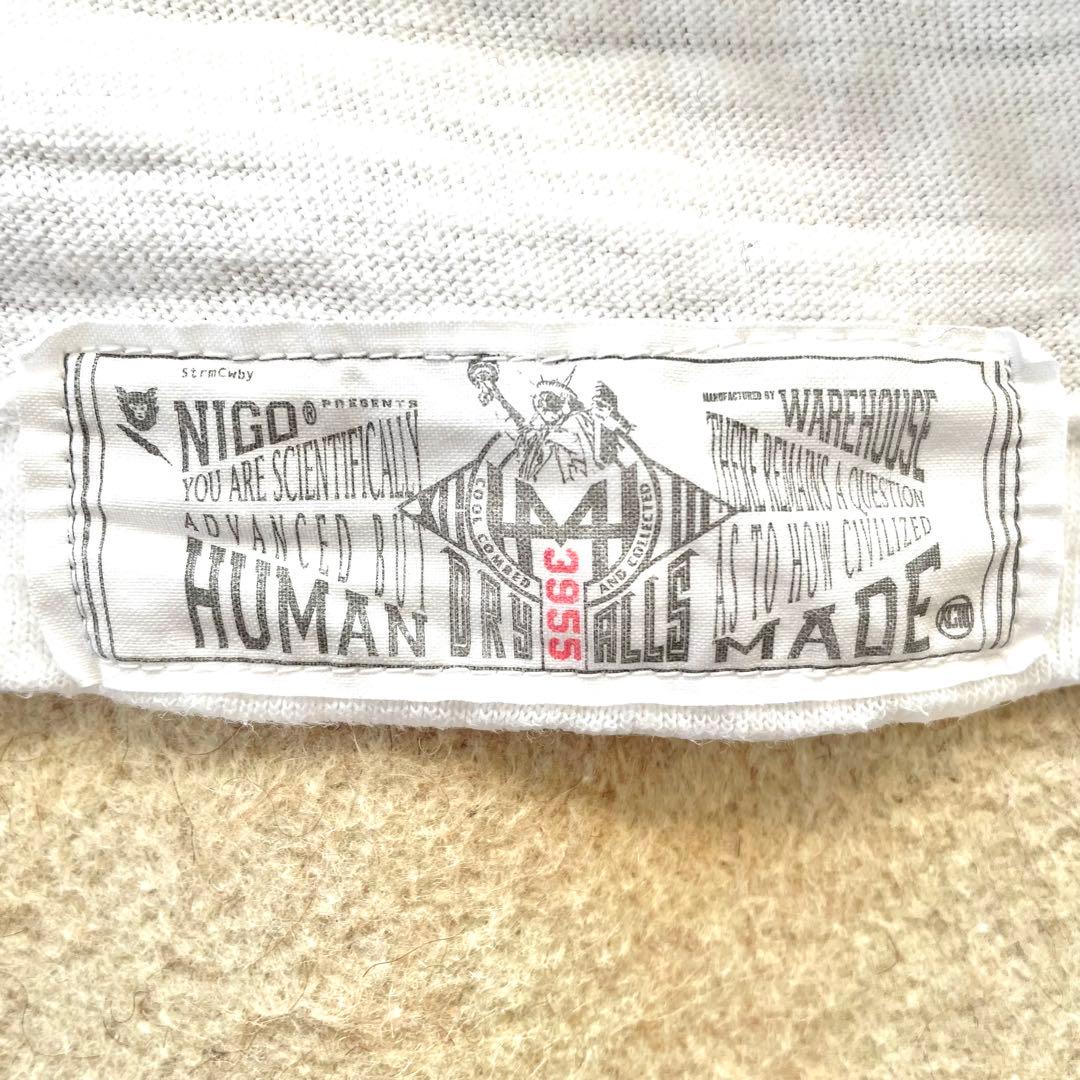 StrmCwby
NIGO® PRESENTS
YOU ARE SCIENTIFICALLY
ADVANCED BUT
HUMAN
HM
COOL COMBED AND COLLECTED
3955
DRY ALLS
MANUFACTURED BY WAREHOUSE
THERE REMAINS A QUESTION
AS TO HOW CIVILIZED
MADE